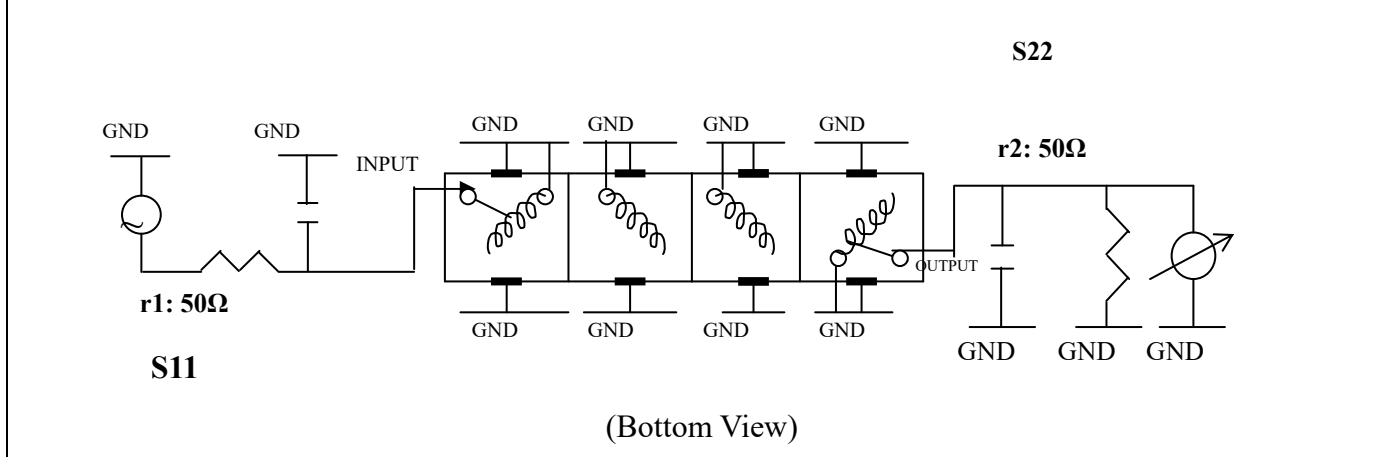 S22
GND GND GND GND
GND GND
r2: 50Ω
INPUT
OUTPUT
r1: 50Ω
GND GND GND GND
GND GND GND
S11
(Bottom View)